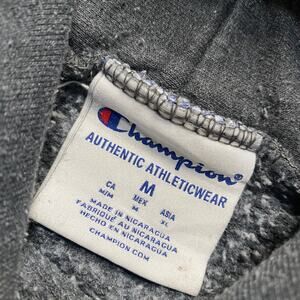 Champion
AUTHENTIC ATHLETICWEAR
CA M/M M MEX M ASIA XL
MADE IN NICARAGUA
FABRIQUÉ AU NICARAGUA
HECHO EN NICARAGUA
CHAMPION.COM